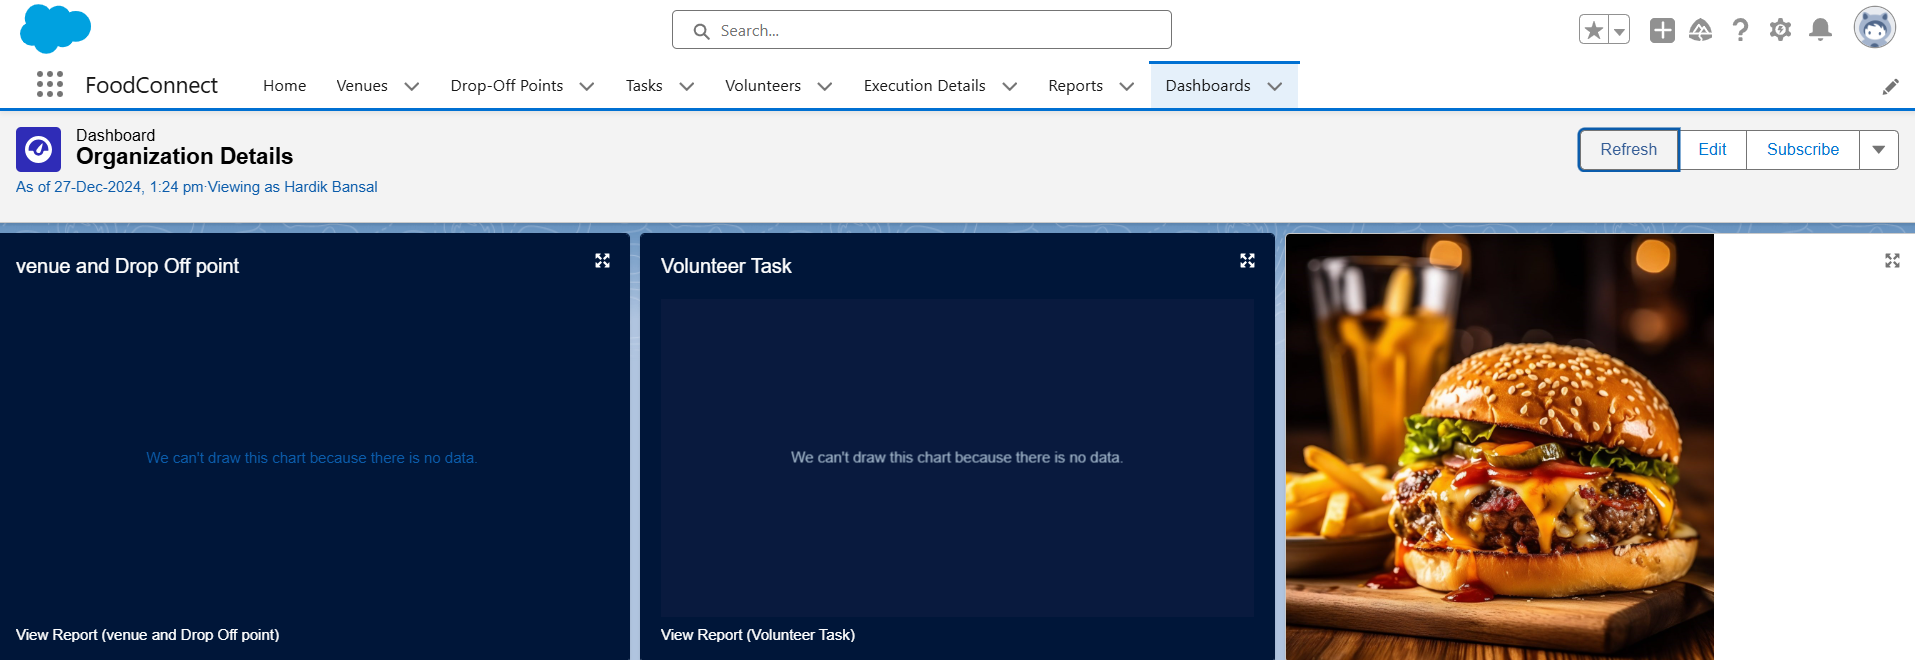 Search...
FoodConnect
Home
Venues
Drop-Off Points
Tasks
Volunteers
Execution Details
Reports
Dashboards
Dashboard
Organization Details
As of 27-Dec-2024, 1:24 pm·Viewing as Hardik Bansal
Refresh
Edit
Subscribe
venue and Drop Off point
We can't draw this chart because there is no data.
View Report (venue and Drop Off point)
Volunteer Task
We can't draw this chart because there is no data.
View Report (Volunteer Task)